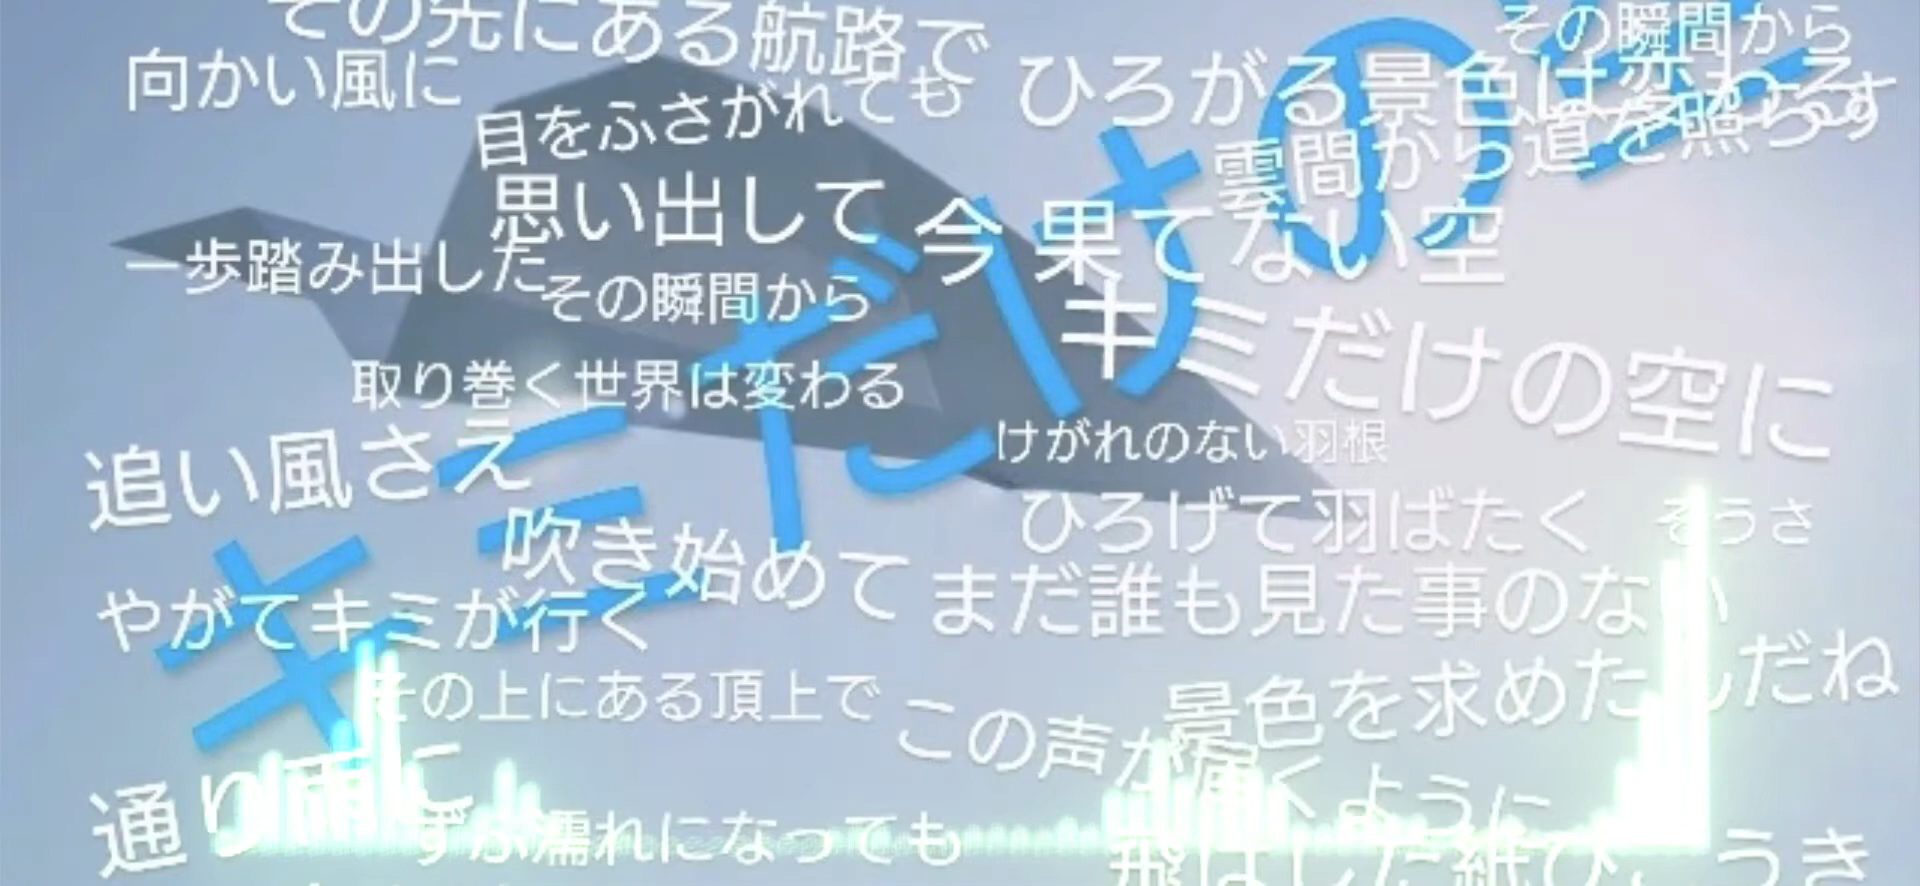 その先にある航路で
向かい風に
目をふさがれても
思い出して
一歩踏み出した
その瞬間から
取り巻く世界は変わる
追い風さえ
吹き始めて
やがてキミが行く
その上にある頂上で
通り雨に
ずぶ濡れになっても
キミだけの空
その瞬間から
ひろがる景色は変わる
雲間から道を照らす
今 果てない空
キミだけの空に
けがれのない羽根
ひろげて羽ばたく そうさ
まだ誰も見た事のない
景色を求めたんだね
この声が届くように
飛ばした紙ひこうき